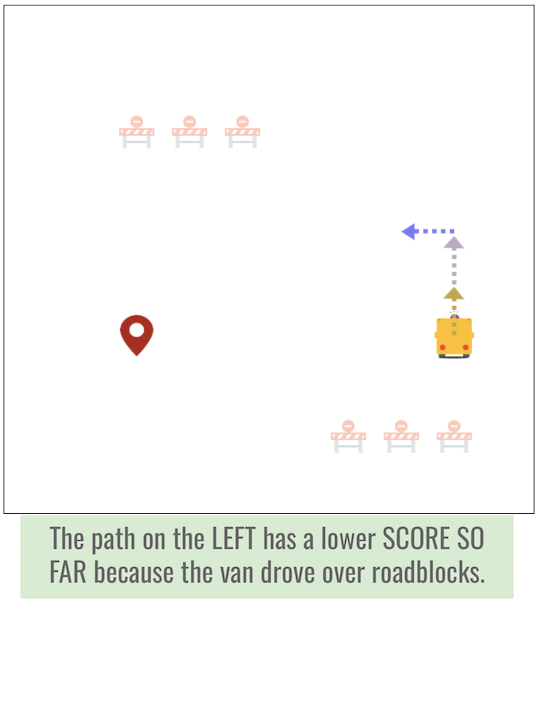 The path on the LEFT has a lower SCORE SO
FAR because the van drove over roadblocks.